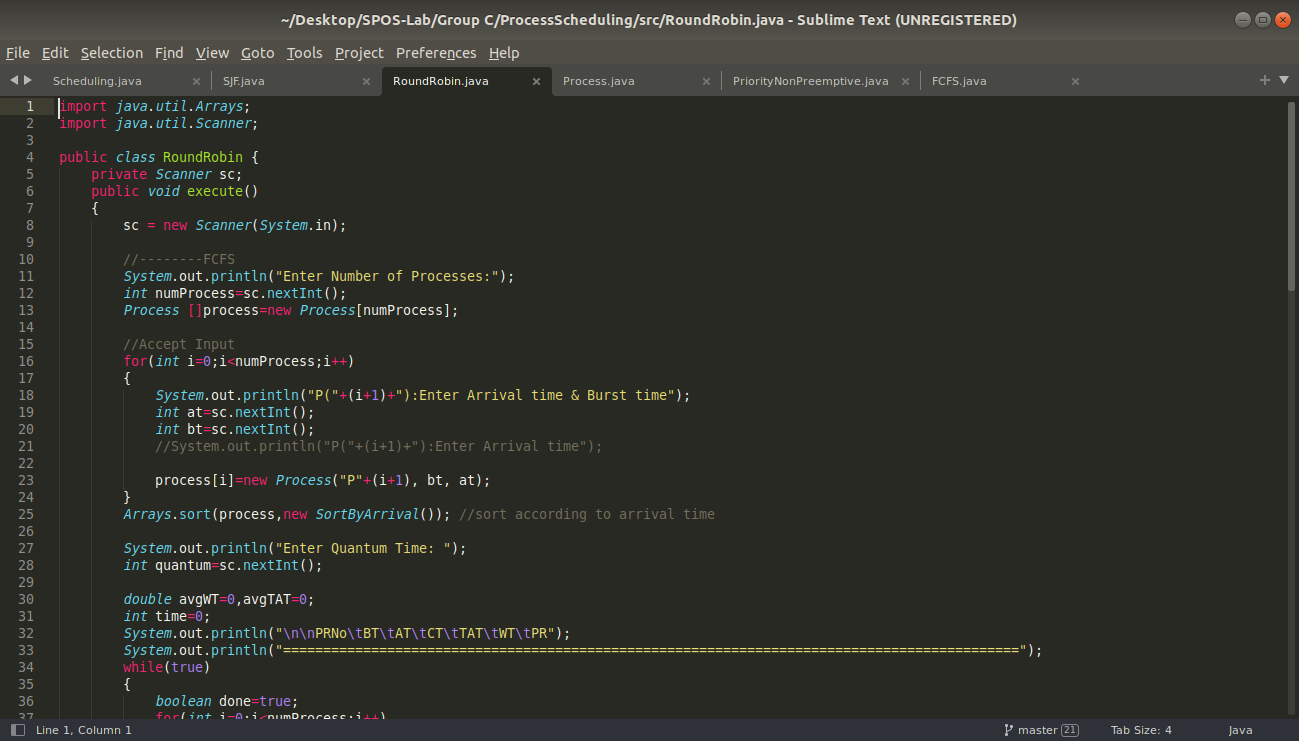 ~/Desktop/SPOS-Lab/Group C/ProcessScheduling/src/RoundRobin.java - Sublime Text (UNREGISTERED)
File Edit Selection Find View Goto Tools Project Preferences Help
Scheduling.java × SJF.java × RoundRobin.java × Process.java × PriorityNonPreemptive.java × FCFS.java ×
1 import java.util.Arrays;
2 import java.util.Scanner;
3
4 public class RoundRobin {
5     private Scanner sc;
6     public void execute()
7     {
8         sc = new Scanner(System.in);
9
10         //--------FCFS
11         System.out.println("Enter Number of Processes:");
12         int numProcess=sc.nextInt();
13         Process []process=new Process[numProcess];
14
15         //Accept Input
16         for(int i=0;i<numProcess;i++)
17         {
18             System.out.println("P("+(i+1)+"):Enter Arrival time & Burst time");
19             int at=sc.nextInt();
20             int bt=sc.nextInt();
21             //System.out.println("P("+(i+1)+"):Enter Arrival time");
22
23             process[i]=new Process("P"+(i+1), bt, at);
24         }
25         Arrays.sort(process,new SortByArrival()); //sort according to arrival time
26
27         System.out.println("Enter Quantum Time: ");
28         int quantum=sc.nextInt();
29
30         double avgWT=0,avgTAT=0;
31         int time=0;
32         System.out.println("\n\nPRNo\tBT\tAT\tCT\tTAT\tWT\tPR");
33         System.out.println("============================================================================================");
34         while(true)
35         {
36             boolean done=true;
37             for(int i=0;i<numProcess;i++)
Line 1, Column 1 master 21 Tab Size: 4 Java